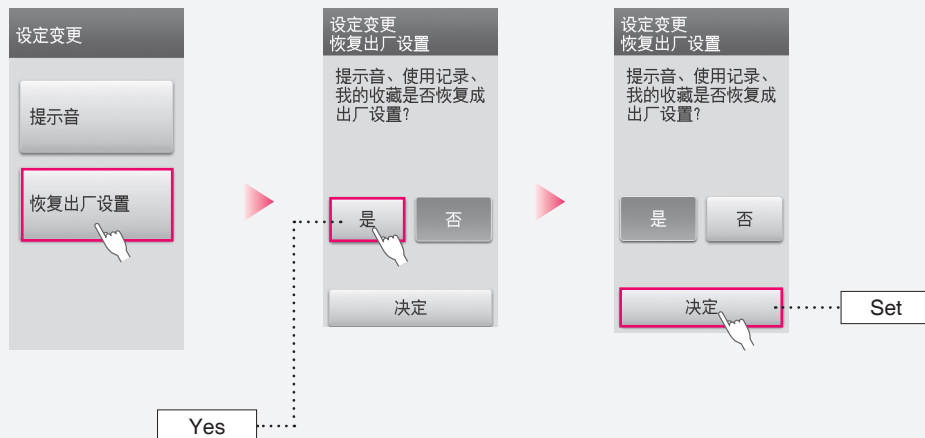 设定变更
提示音
恢复出厂设置
设定变更
恢复出厂设置
提示音、使用记录、
我的收藏是否恢复成
出厂设置?
是
否
决定
Yes
设定变更
恢复出厂设置
提示音、使用记录、
我的收藏是否恢复成
出厂设置?
是
否
决定
Set